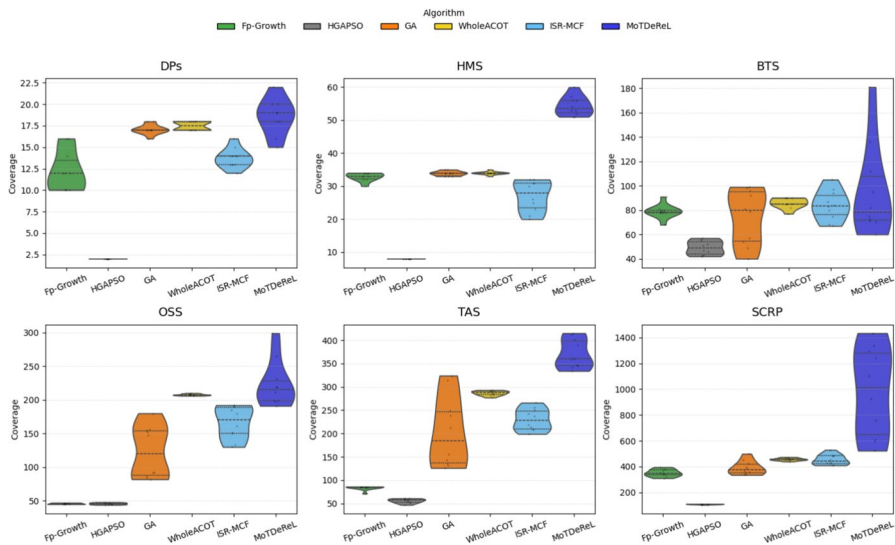 Algorithm
Fp-Growth HGAPSO GA WholeACOT ISR-MCF MoTDeReL
DPs
Coverage
22.5
20.0
17.5
15.0
12.5
10.0
7.5
5.0
2.5
Fp-Growth HGAPSO GA WholeACOT ISR-MCF MoTDeReL
HMS
Coverage
60
50
40
30
20
10
Fp-Growth HGAPSO GA WholeACOT ISR-MCF MoTDeReL
BTS
Coverage
180
160
140
120
100
80
60
40
Fp-Growth HGAPSO GA WholeACOT ISR-MCF MoTDeReL
OSS
Coverage
300
250
200
150
100
50
Fp-Growth HGAPSO GA WholeACOT ISR-MCF MoTDeReL
TAS
Coverage
400
350
300
250
200
150
100
50
Fp-Growth HGAPSO GA WholeACOT ISR-MCF MoTDeReL
SCRP
Coverage
1400
1200
1000
800
600
400
200
Fp-Growth HGAPSO GA WholeACOT ISR-MCF MoTDeReL